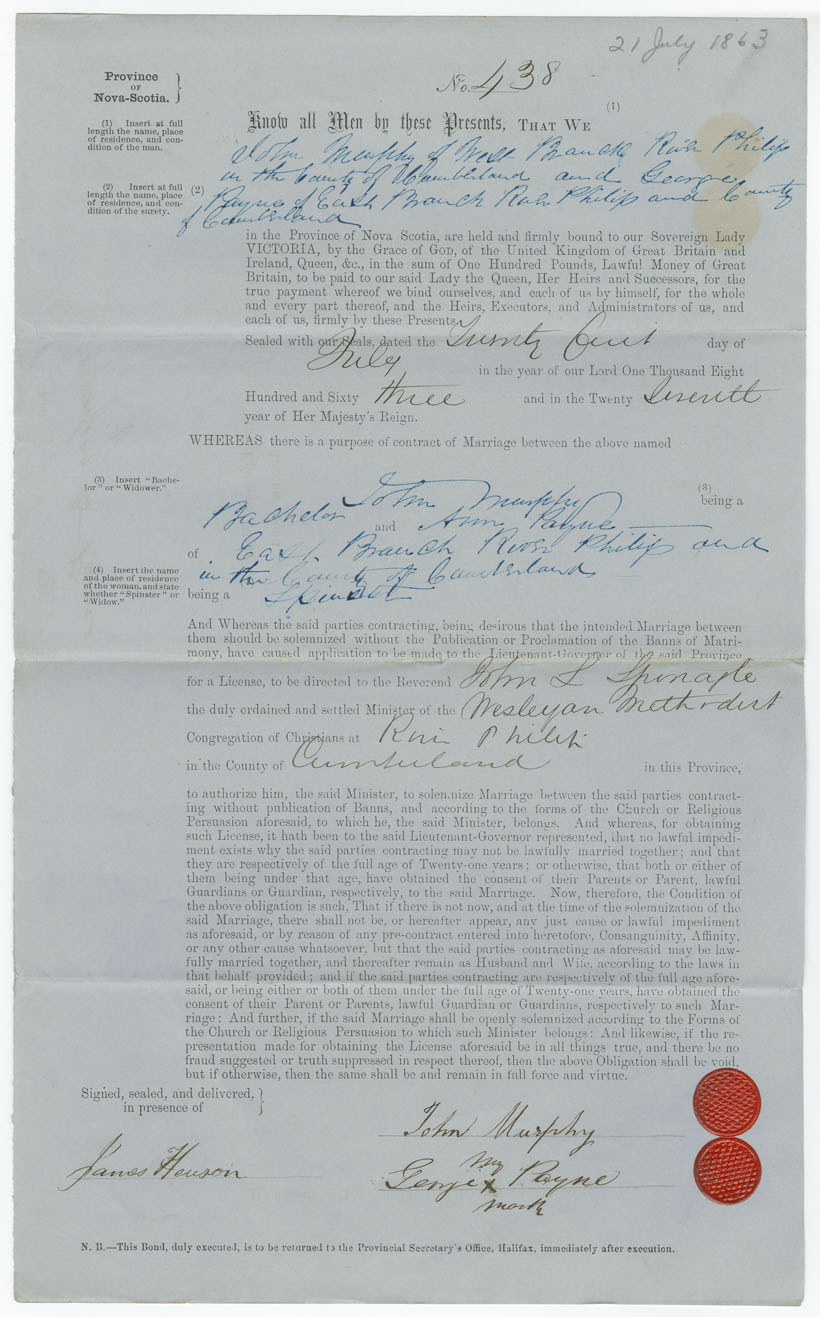 21 July 1863
Province
OF
Nova-Scotia.
No. 438
(1)
Know all Men by these Presents, THAT WE
(1) Insert at full
length the name, place
of residence, and con-
dition of the man.
John Murphy of West Branch River Philip
in the County of Cumberland and George
(2) Insert at full
length the name, place
of residence, and con-
dition of the surety.
(2)
Payne of East Branch River Philip and County
of Cumberland
in the Province of Nova Scotia, are held and firmly bound to our Sovereign Lady
VICTORIA, by the Grace of GOD, of the United Kingdom of Great Britain and
Ireland, Queen, &c., in the sum of One Hundred Pounds, Lawful Money of Great
Britain, to be paid to our said Lady the Queen, Her Heirs and Successors, for the
true payment whereof we bind ourselves, and each of us by himself, for the whole
and every part thereof, and the Heirs, Executors, and Administrators of us, and
each of us, firmly by these Presents.
Sealed with our Seals, dated the Twenty first day of
July in the year of our Lord One Thousand Eight
Hundred and Sixty three and in the Twenty Seventh
year of Her Majesty's Reign.
WHEREAS there is a purpose of contract of Marriage between the above named
(3) Insert "Bache-
lor" or "Widower."
John Murphy (3) being a
Bachelor and Ann Payne
of East Branch River Philip and
(4) Insert the name
and place of residence
of the woman, and state
whether "Spinster" or
"Widow."
in the County of Cumberland
being a Spinster
And Whereas the said parties contracting, being desirous that the intended Marriage between
them should be solemnized without the Publication or Proclamation of the Banns of Matri-
mony, have caused application to be made to the Lieutenant-Governor of the said Province
for a License, to be directed to the Reverend John L Sponagle
the duly ordained and settled Minister of the Wesleyan Methodist
Congregation of Christians at River Philip
in the County of Cumberland in this Province,
to authorize him, the said Minister, to solemnize Marriage between the said parties contract-
ing without publication of Banns, and according to the forms of the Church or Religious
Persuasion aforesaid, to which he, the said Minister, belongs. And whereas, for obtaining
such License, it hath been to the said Lieutenant-Governor represented, that no lawful impedi-
ment exists why the said parties contracting may not be lawfully married together; and that
they are respectively of the full age of Twenty-one years; or otherwise, that both or either of
them being under that age, have obtained the consent of their Parents or Parent, lawful
Guardians or Guardian, respectively, to the said Marriage. Now, therefore, the Condition of
the above obligation is such, That if there is not now, and at the time of the solemnization of the
said Marriage, there shall not be, or hereafter appear, any just cause or lawful impediment
as aforesaid, or by reason of any pre-contract entered into heretofore, Consanguinity, Affinity,
or any other cause whatsoever, but that the said parties contracting as aforesaid may be law-
fully married together, and thereafter remain as Husband and Wife, according to the laws in
that behalf provided; and if the said parties contracting are respectively of the full age afore-
said, or being either or both of them under the full age of Twenty-one years, have obtained the
consent of their Parent or Parents, lawful Guardian or Guardians, respectively to such Mar-
riage: And further, if the said Marriage shall be openly solemnized according to the Forms of
the Church or Religious Persuasion to which such Minister belongs: And likewise, if the re-
presentation made for obtaining the License aforesaid be in all things true, and there be no
fraud suggested or truth suppressed in respect thereof, then the above Obligation shall be void,
but if otherwise, then the same shall be and remain in full force and virtue.
Signed, sealed, and delivered,
in presence of
John Murphy
James Henson
George my x mark Payne
N. B.—This Bond, duly executed, is to be returned to the Provincial Secretary's Office, Halifax, immediately after execution.